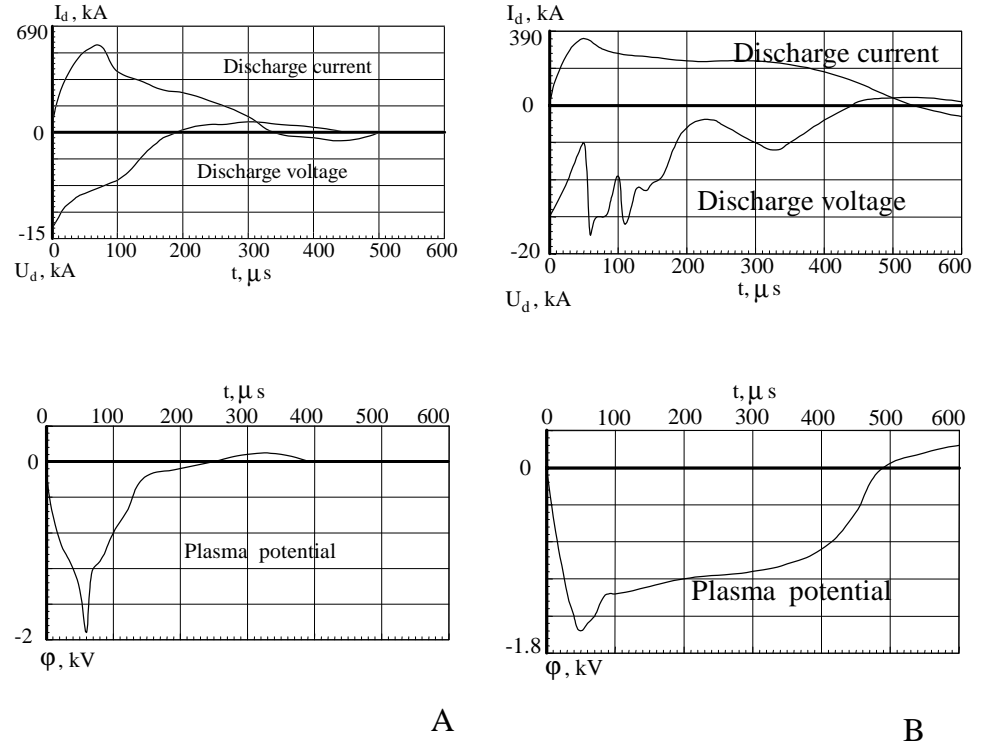 I_d , kA
690
Discharge current
0
Discharge voltage
-15
0 100 200 300 400 500 600
U_d , kA
t, μ s
I_d , kA
390
Discharge current
0
Discharge voltage
-20
0 100 200 300 400 500 600
t, μ s
U_d , kA
t, μ s
0 100 200 300 400 500 600
0
Plasma potential
-2
φ , kV
t, μ s
0 100 200 300 400 500 600
0
Plasma potential
-1.8
φ , kV
A
B